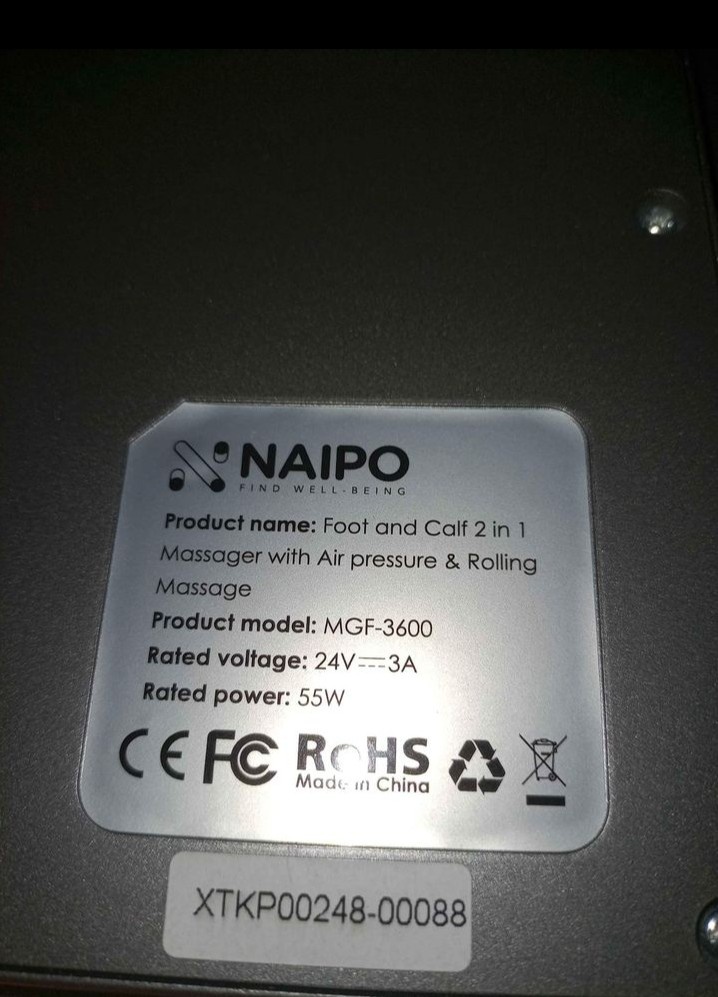 NAIPO
FIND WELL-BEING
Product name: Foot and Calf 2 in 1
Massager with Air pressure & Rolling
Massage
Product model: MGF-3600
Rated voltage: 24V⎓3A
Rated power: 55W
CE FC RoHS
Made in China
XTKP00248-00088